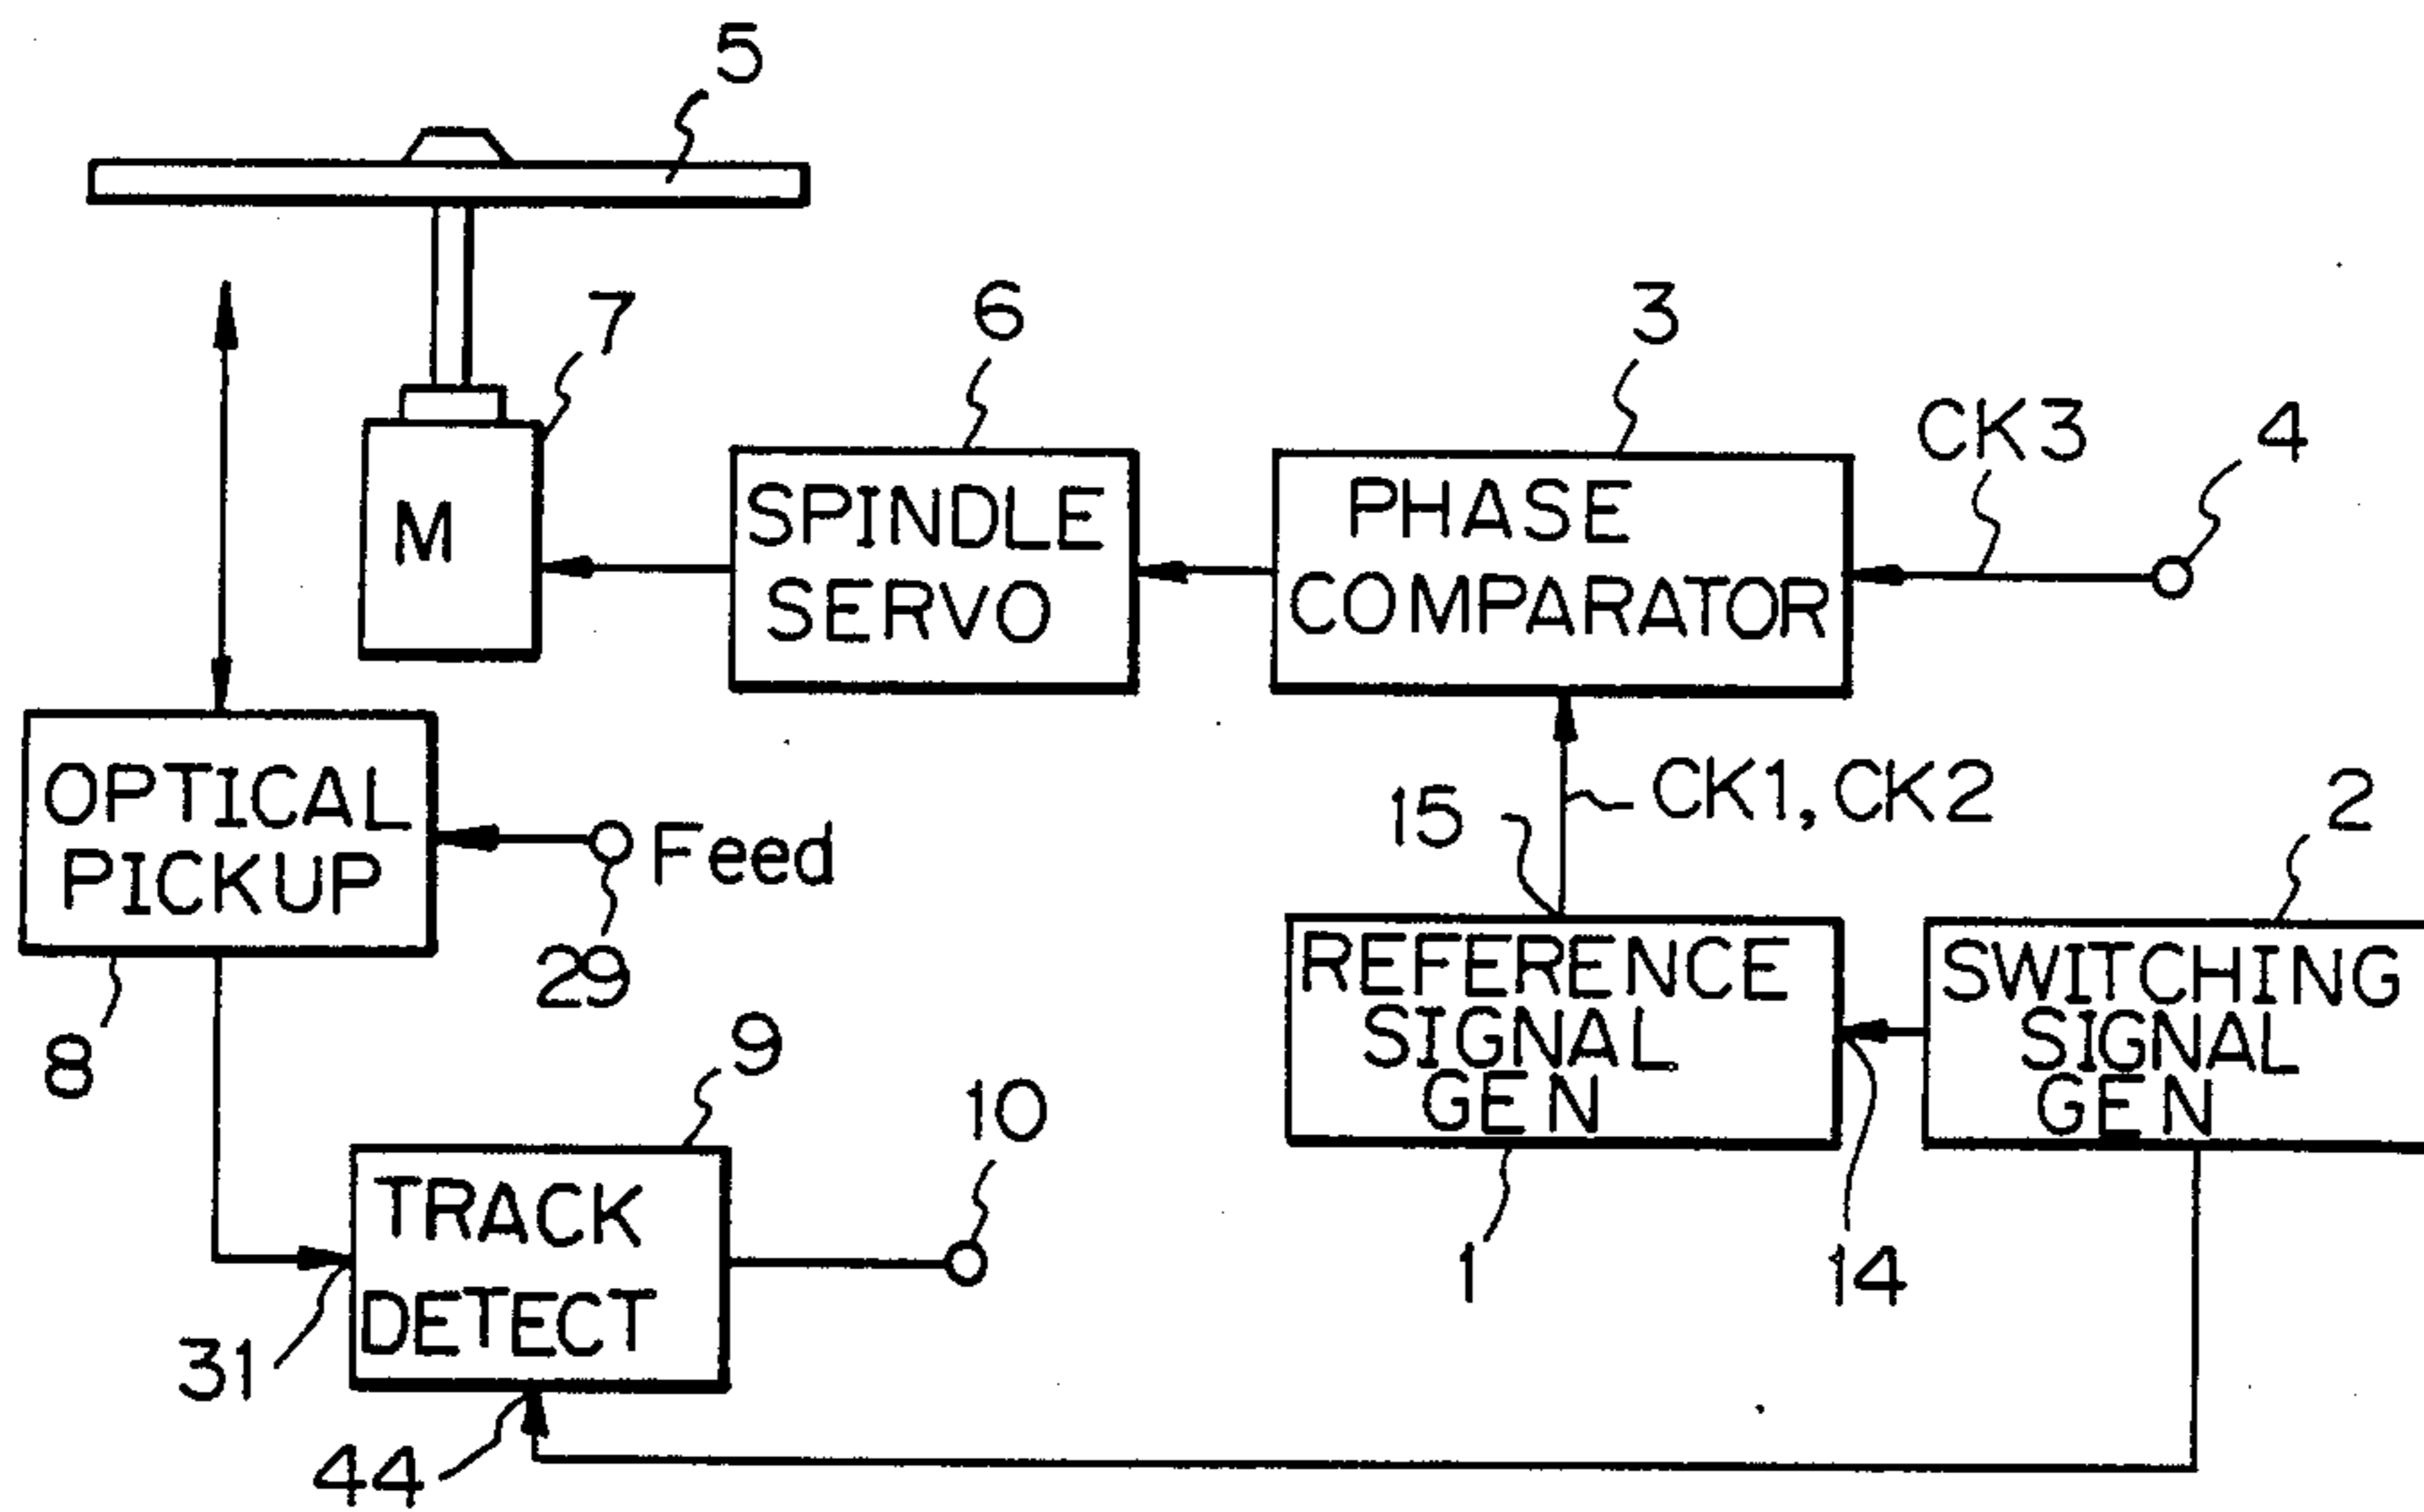 5
7
6
3
CK3
4
M
SPINDLE
SERVO
PHASE
COMPARATOR
OPTICAL
PICKUP
Feed
29
8
15
CK1, CK2
2
REFERENCE
SIGNAL
GEN
SWITCHING
SIGNAL
GEN
1
14
9
10
TRACK
DETECT
31
44